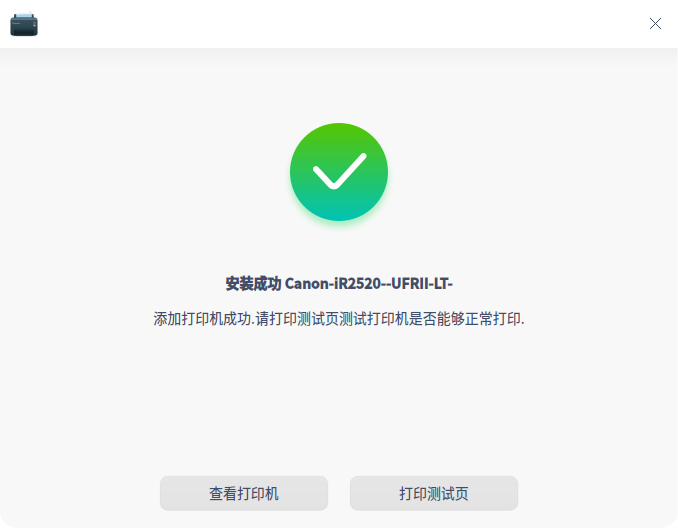 安装成功 Canon-iR2520--UFRII-LT-
添加打印机成功.请打印测试页测试打印机是否能够正常打印.
查看打印机
打印测试页